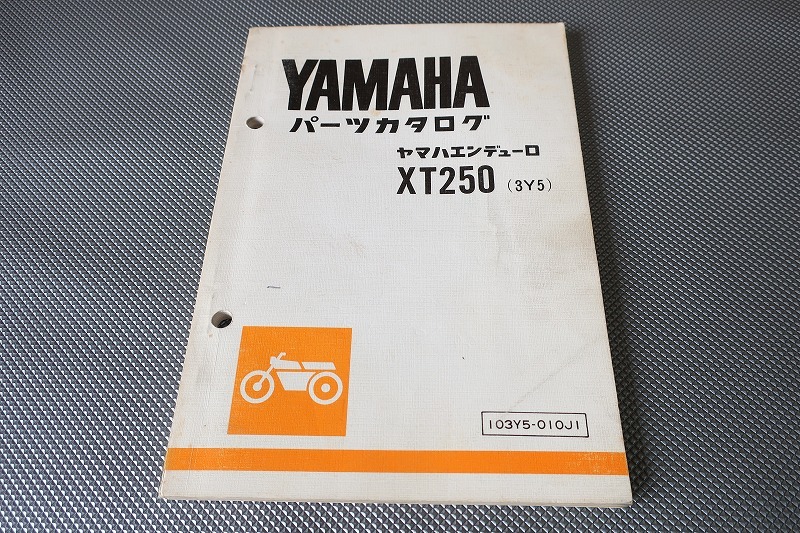 YAMAHA
パーツカタログ
ヤマハエンデューロ
XT250 (3Y5)
103Y5-010J1